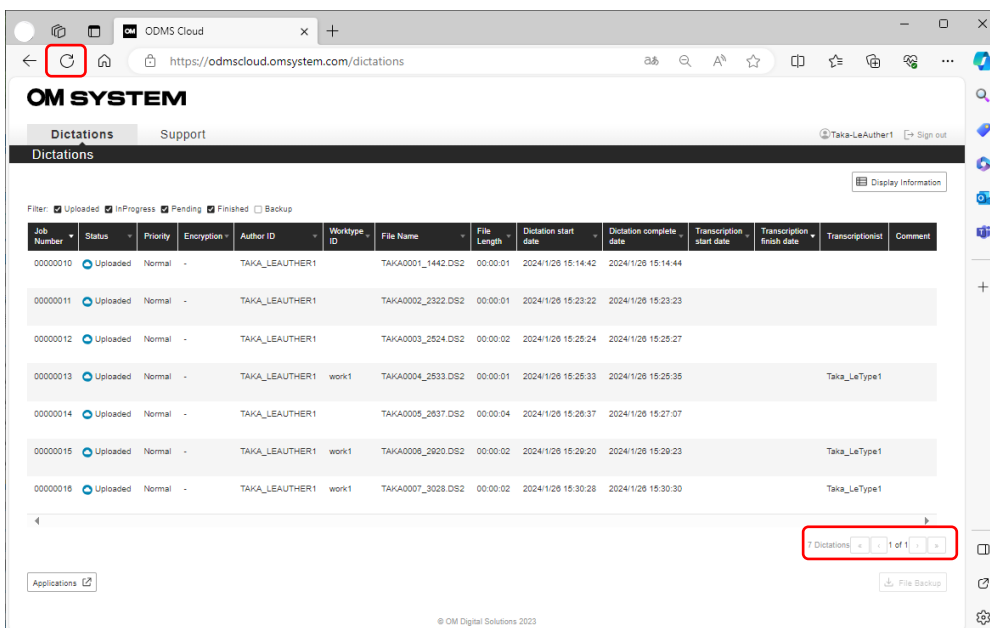 OM ODMS Cloud
https://odmscloud.omsystem.com/dictations
OM SYSTEM
Dictations Support Taka-LeAuther1 Sign out
Dictations
Display Information
Filter: Uploaded InProgress Pending Finished Backup
Job Number Status Priority Encryption Author ID Worktype ID File Name File Length Dictation start date Dictation complete date Transcription start date Transcription finish date Transcriptionist Comment
00000010 Uploaded Normal - TAKA_LEAUTHER1 TAKA0001_1442.DS2 00:00:01 2024/1/26 15:14:42 2024/1/26 15:14:44
00000011 Uploaded Normal - TAKA_LEAUTHER1 TAKA0002_2322.DS2 00:00:01 2024/1/26 15:23:22 2024/1/26 15:23:23
00000012 Uploaded Normal - TAKA_LEAUTHER1 TAKA0003_2524.DS2 00:00:02 2024/1/26 15:25:24 2024/1/26 15:25:27
00000013 Uploaded Normal - TAKA_LEAUTHER1 work1 TAKA0004_2533.DS2 00:00:01 2024/1/26 15:25:33 2024/1/26 15:25:35 Taka_LeType1
00000014 Uploaded Normal - TAKA_LEAUTHER1 TAKA0005_2637.DS2 00:00:04 2024/1/26 15:26:37 2024/1/26 15:27:07
00000015 Uploaded Normal - TAKA_LEAUTHER1 work1 TAKA0006_2920.DS2 00:00:02 2024/1/26 15:29:20 2024/1/26 15:29:23 Taka_LeType1
00000016 Uploaded Normal - TAKA_LEAUTHER1 work1 TAKA0007_3028.DS2 00:00:02 2024/1/26 15:30:28 2024/1/26 15:30:30 Taka_LeType1
7 Dictations « ‹ 1 of 1 › »
Applications File Backup
© OM Digital Solutions 2023